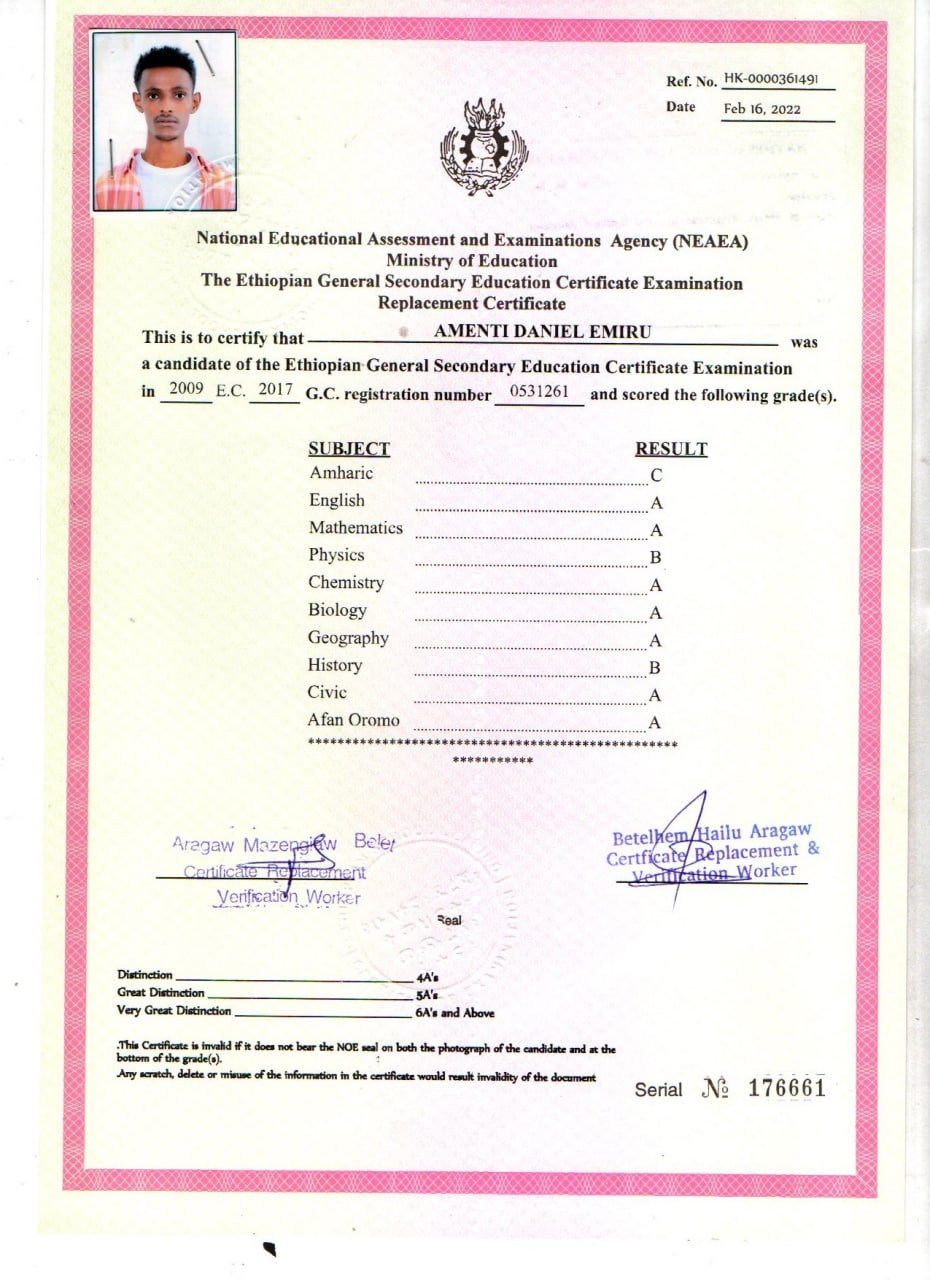 Ref. No. HK-0000361491
Date Feb 16, 2022
National Educational Assessment and Examinations Agency (NEAEA)
Ministry of Education
The Ethiopian General Secondary Education Certificate Examination
Replacement Certificate
This is to certify that AMENTI DANIEL EMIRU was
a candidate of the Ethiopian General Secondary Education Certificate Examination
in 2009 E.C. 2017 G.C. registration number 0531261 and scored the following grade(s).
SUBJECT RESULT
Amharic C
English A
Mathematics A
Physics B
Chemistry A
Biology A
Geography A
History B
Civic A
Afan Oromo A
**************************************************
***********
Aragaw Mazengiaw Belet
Certificate Replacement
Verification Worker
Betelhem Hailu Aragaw
Certficate Replacement &
Verification Worker
Seal
Distinction 4A's
Great Distinction 5A's
Very Great Distinction 6A's and Above
.This Certificate is invalid if it does not bear the NOE seal on both the photograph of the candidate and at the
bottom of the grade(s).
.Any scratch, delete or misuse of the information in the certificate would result invalidity of the document
Serial № 176661